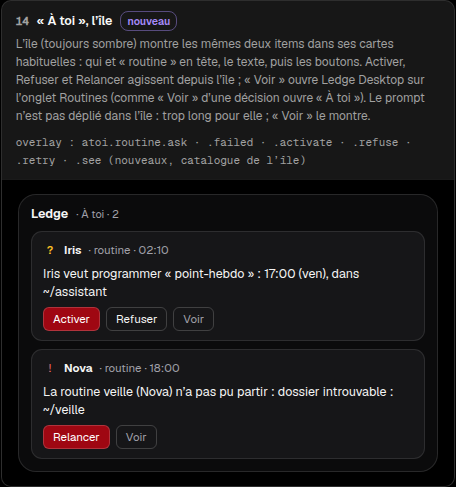 14 « À toi », l’île nouveau
L’île (toujours sombre) montre les mêmes deux items dans ses cartes
habituelles : qui et « routine » en tête, le texte, puis les boutons. Activer,
Refuser et Relancer agissent depuis l’île ; « Voir » ouvre Ledge Desktop sur
l’onglet Routines (comme « Voir » d’une décision ouvre « À toi »). Le prompt
n’est pas déplié dans l’île : trop long pour elle ; « Voir » le montre.
overlay : atoi.routine.ask · .failed · .activate · .refuse ·
.retry · .see (nouveaux, catalogue de l’île)
Ledge · À toi · 2
? Iris · routine · 02:10
Iris veut programmer « point-hebdo » : 17:00 (ven), dans
~/assistant
Activer Refuser Voir
! Nova · routine · 18:00
La routine veille (Nova) n’a pas pu partir : dossier introuvable :
~/veille
Relancer Voir